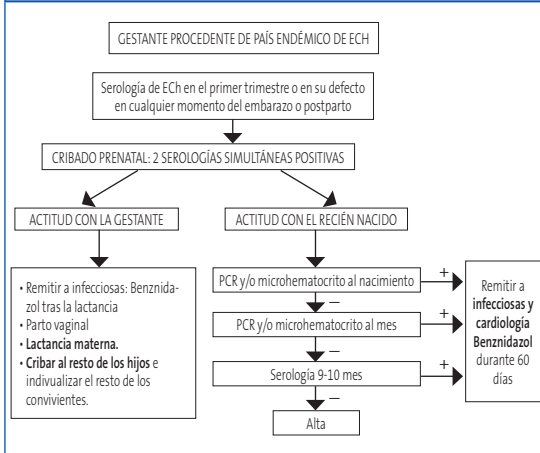 GESTANTE PROCEDENTE DE PAÍS ENDÉMICO DE ECH
Serología de ECh en el primer trimestre o en su defecto
en cualquier momento del embarazo o postparto
CRIBADO PRENATAL: 2 SEROLOGÍAS SIMULTÁNEAS POSITIVAS
ACTITUD CON LA GESTANTE
• Remitir a infecciosas: Benznida-
zol tras la lactancia
• Parto vaginal
• Lactancia materna.
• Cribar al resto de los hijos e
indivualizar el resto de los
convivientes.
ACTITUD CON EL RECIÉN NACIDO
PCR y/o microhematocrito al nacimiento
+
–
PCR y/o microhematocrito al mes
+
–
Serología 9-10 mes
+
–
Alta
Remitir a
infecciosas y
cardiología
Benznidazol
durante 60
días